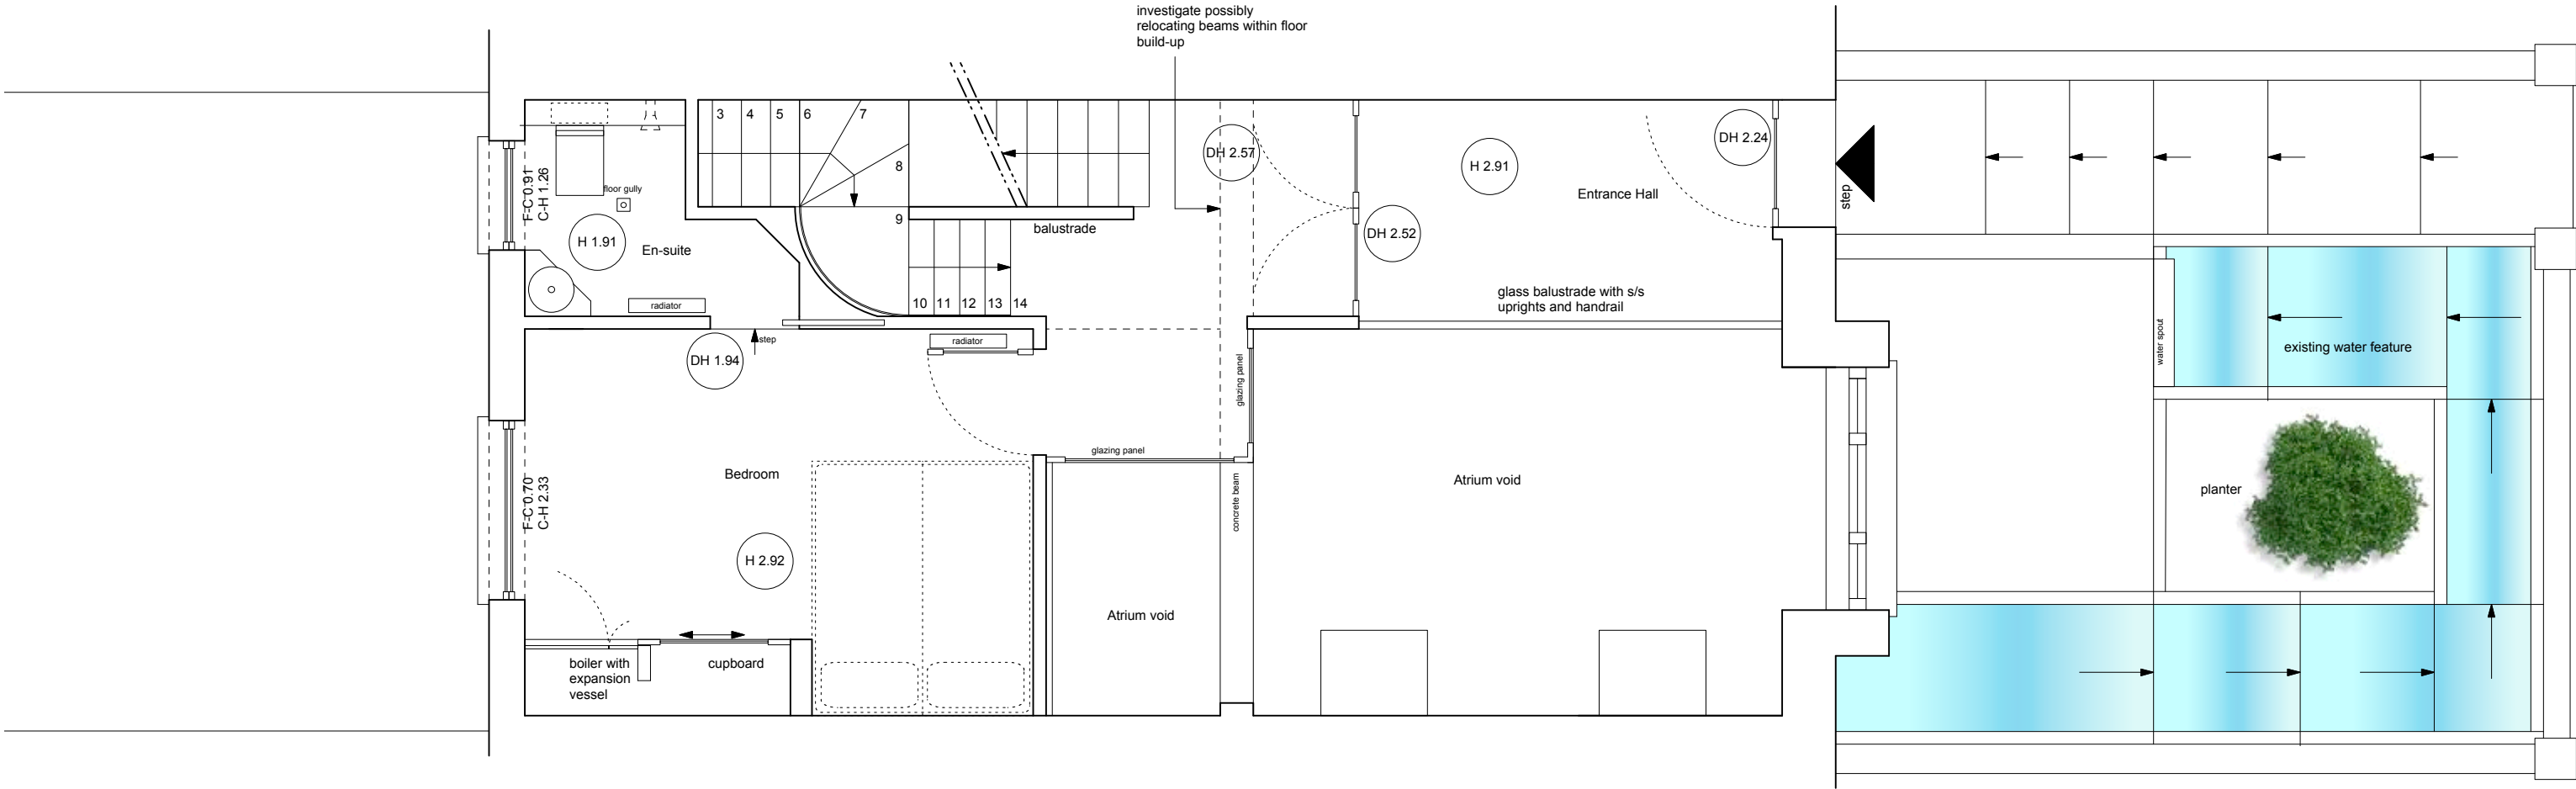 investigate possibly
relocating beams within floor
build-up
3
4
5
6
7
8
9
10
11
12
13
14
balustrade
DH 2.57
DH 2.52
H 2.91
DH 2.24
Entrance Hall
step
glass balustrade with s/s
uprights and handrail
F-C 0.91
C-H 1.26
floor gully
H 1.91
En-suite
radiator
step
DH 1.94
radiator
glazing panel
glazing panel
concrete beam
Bedroom
F-C 0.70
C-H 2.33
H 2.92
Atrium void
Atrium void
boiler with
expansion
vessel
cupboard
water spout
existing water feature
planter